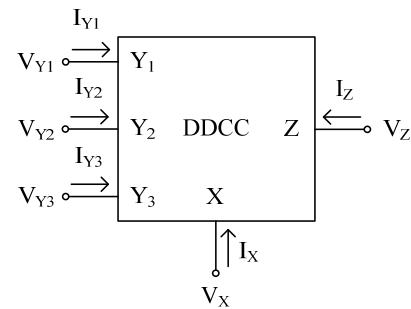 I_Y1
V_Y1 Y_1
I_Y2
V_Y2 Y_2 DDCC Z I_Z V_Z
I_Y3
V_Y3 Y_3 X
I_X
V_X